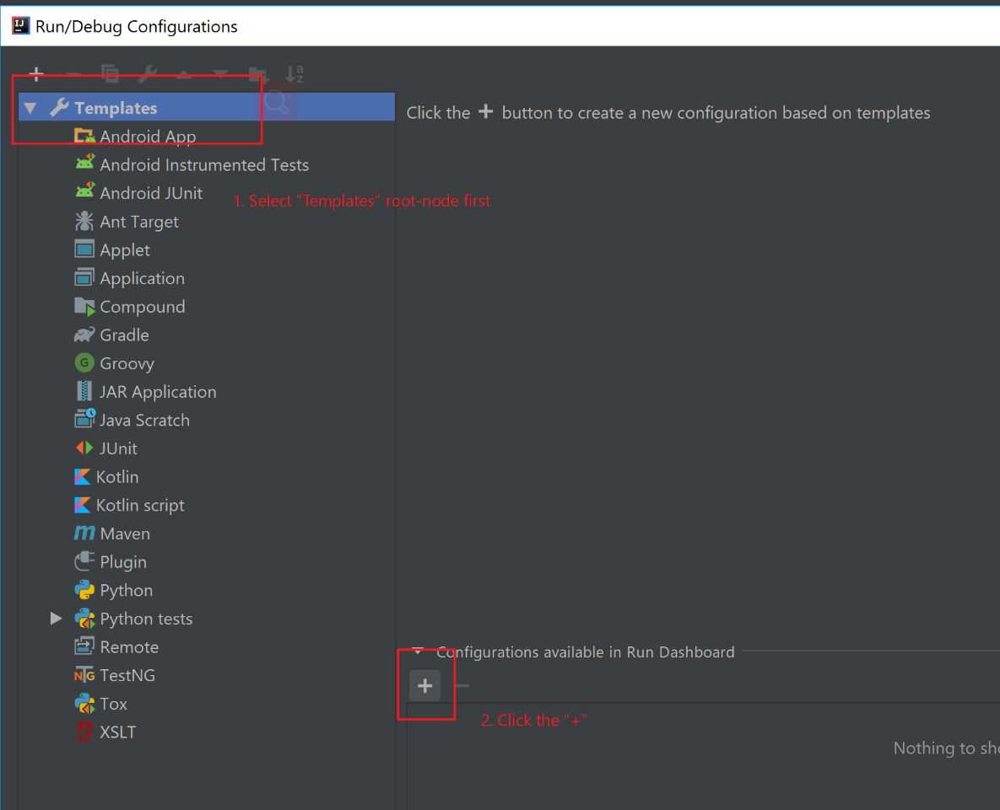 Run/Debug Configurations
Templates
Click the + button to create a new configuration based on templates
Android App
Android Instrumented Tests
Android JUnit
1. Select "Templates" root-node first
Ant Target
Applet
Application
Compound
Gradle
Groovy
JAR Application
Java Scratch
JUnit
Kotlin
Kotlin script
Maven
Plugin
Python
Python tests
Remote
Configurations available in Run Dashboard
TestNG
Tox
2. Click the "+"
XSLT
Nothing to sho